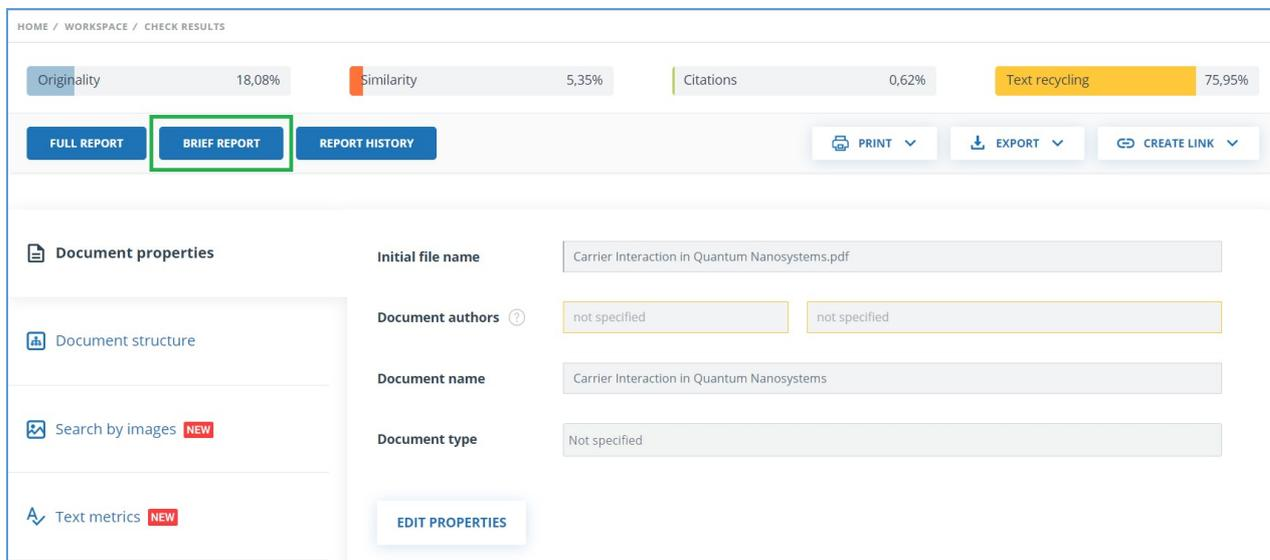 HOME / WORKSPACE / CHECK RESULTS
Originality 18,08% Similarity 5,35% Citations 0,62% Text recycling 75,95%
FULL REPORT BRIEF REPORT REPORT HISTORY PRINT EXPORT CREATE LINK
Document properties
Document structure
Search by images NEW
Text metrics NEW
Initial file name Carrier Interaction in Quantum Nanosystems.pdf
Document authors ? not specified not specified
Document name Carrier Interaction in Quantum Nanosystems
Document type Not specified
EDIT PROPERTIES